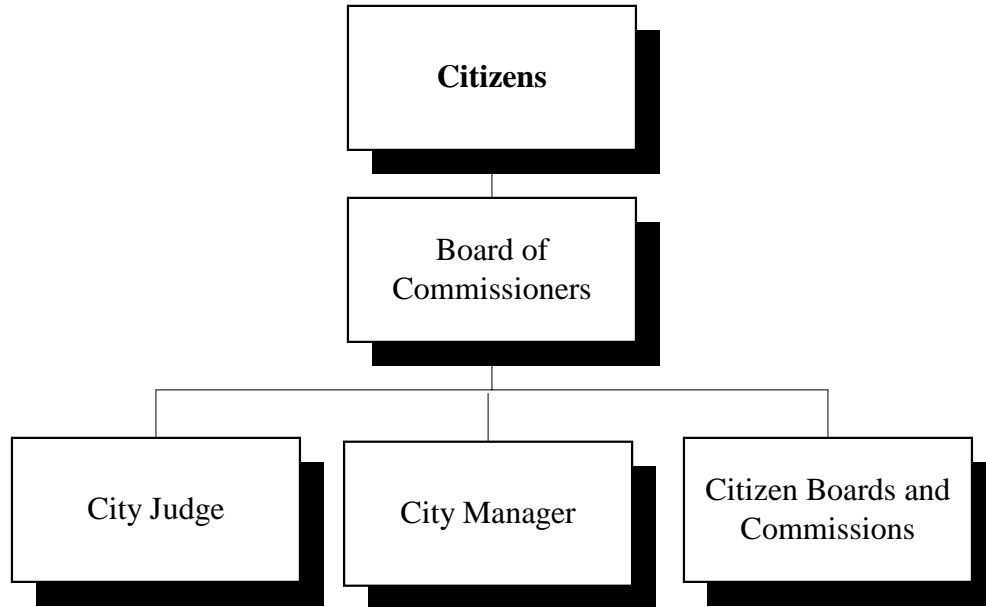 Citizens
Board of
Commissioners
City Judge
City Manager
Citizen Boards and
Commissions